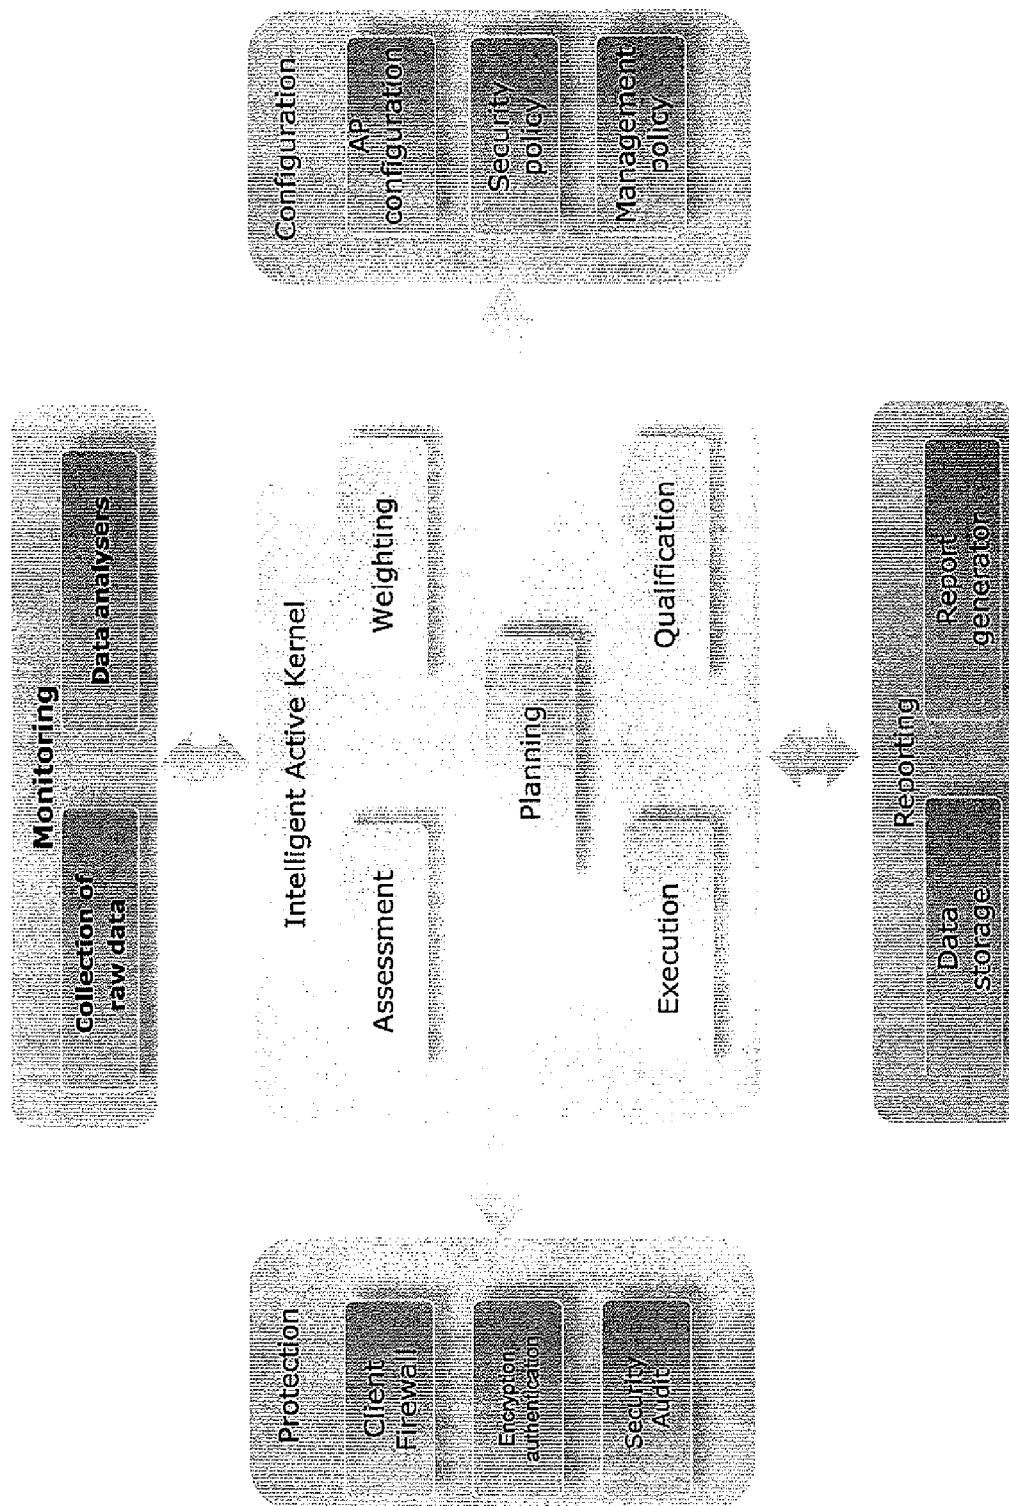 Monitoring
Collection of
raw data
Data analysers
Protection
Client
Firewall
Encryption
authentication
Security
Audit
Intelligent Active Kernel
Assessment
Weighting
Planning
Execution
Qualification
Configuration
AP
configuration
Security
policy
Management
policy
Reporting
Data
storage
Report
generator